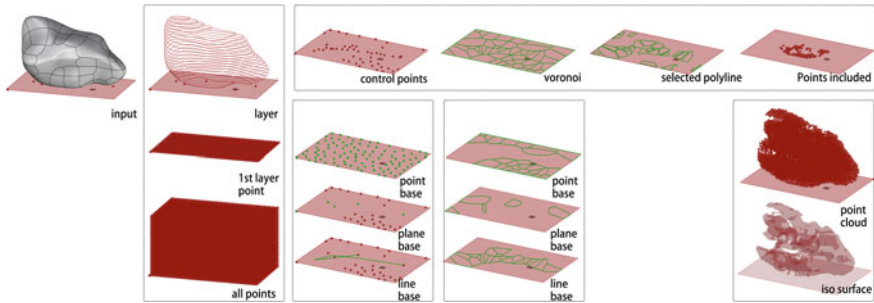 input
layer
control points
voronoi
selected polyline
Points included
1st layer
point
all points
point
base
plane
base
line
base
point
base
plane
base
line
base
point
cloud
iso surface